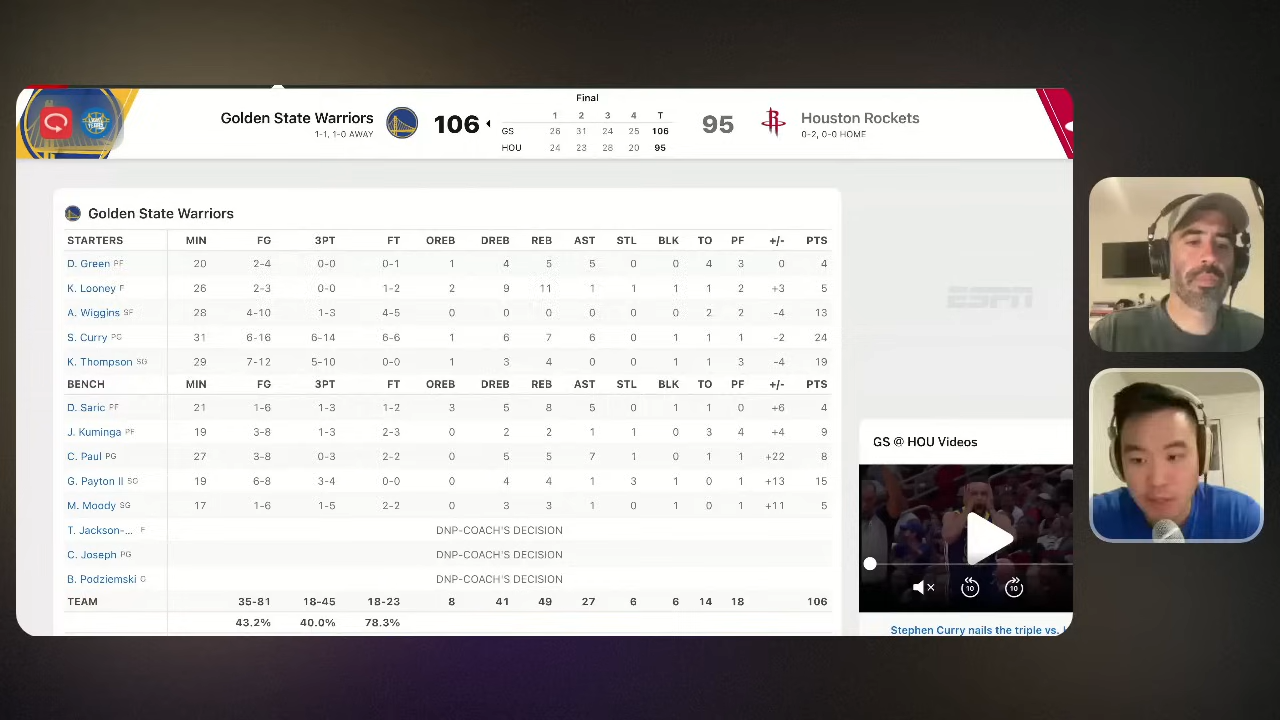 Final
Golden State Warriors 106 1 2 3 4 T 95 Houston Rockets
1-1, 1-0 AWAY GS 26 31 24 25 106 0-2, 0-0 HOME
HOU 24 23 28 20 95
Golden State Warriors
STARTERS MIN FG 3PT FT OREB DREB REB AST STL BLK TO PF +/- PTS
D. Green PF 20 2-4 0-0 0-1 4 5 5 0 0 4 3 0 4
K. Looney F 26 2-3 0-0 1-2 2 9 11 1 1 1 1 2 +3 5
A. Wiggins SF 28 4-10 1-3 0 0 0 0 0 0 2 2 -4 13
S. Curry PG 31 6-16 6-14 6-6 1 6 7 6 0 1 1 1 -2 24
K. Thompson SG 29 7-12 5-10 0-0 1 3 4 0 0 1 1 3 -4 19
BENCH MIN FG 3PT FT OREB DREB REB AST STL BLK TO PF +/- PTS
D. Saric PF 21 1-6 1-3 1-2 3 5 8 5 0 1 1 0 +6 4
J. Kuminga PF 19 3-8 1-3 2-3 0 2 2 1 1 0 3 4 +4 9
C. Paul PG 27 3-8 0-3 2-2 0 5 5 7 1 0 1 1 +22 8
G. Payton II SG 19 6-8 3-4 0-0 0 4 4 1 3 1 0 1 +13 15
M. Moody SG 17 1-6 1-5 2-2 0 3 3 1 0 1 0 1 +11 5
T. Jackson-... F DNP-COACH'S DECISION
C. Joseph PG DNP-COACH'S DECISION
B. Podziemski G DNP-COACH'S DECISION
TEAM 35-81 18-45 18-23 8 41 49 27 6 6 14 18 106
43.2% 40.0% 78.3%
ESPN
GS @ HOU Videos
10 10
Stephen Curry nails the triple vs.